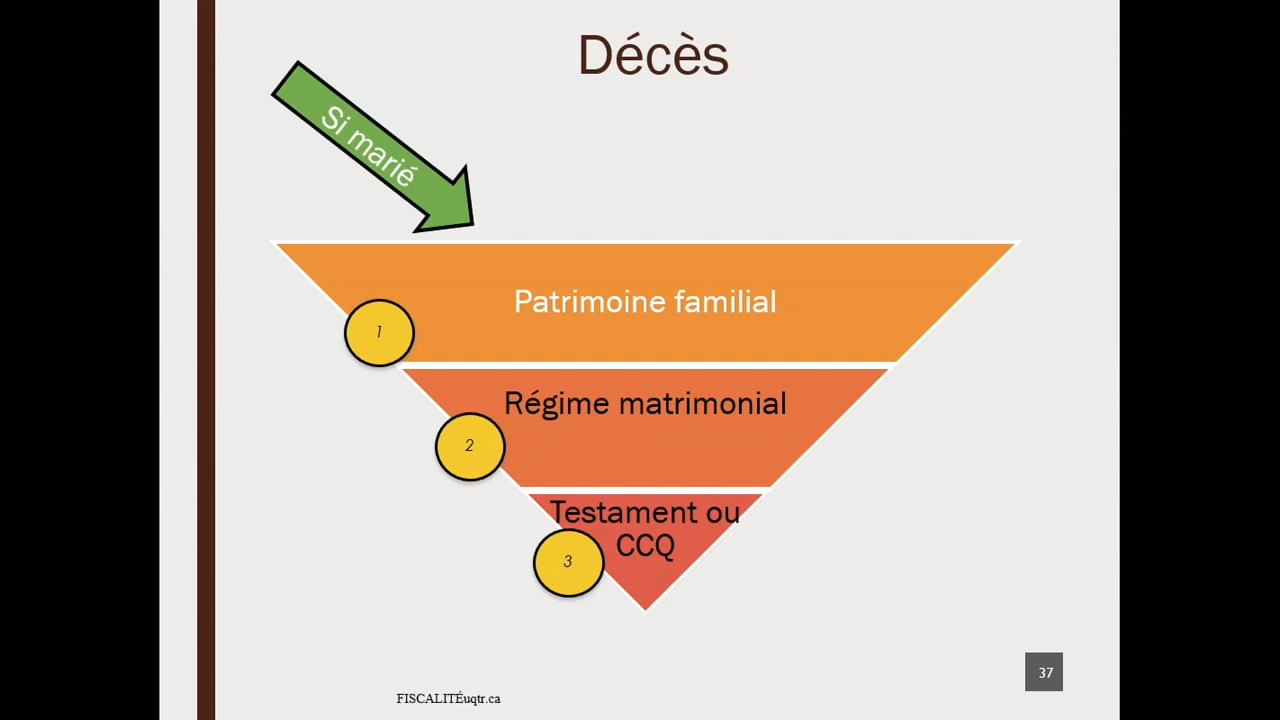 Décès
Si marié
Patrimoine familial
1
Régime matrimonial
2
Testament ou
CCQ
3
37
FISCALITÉuqtr.ca